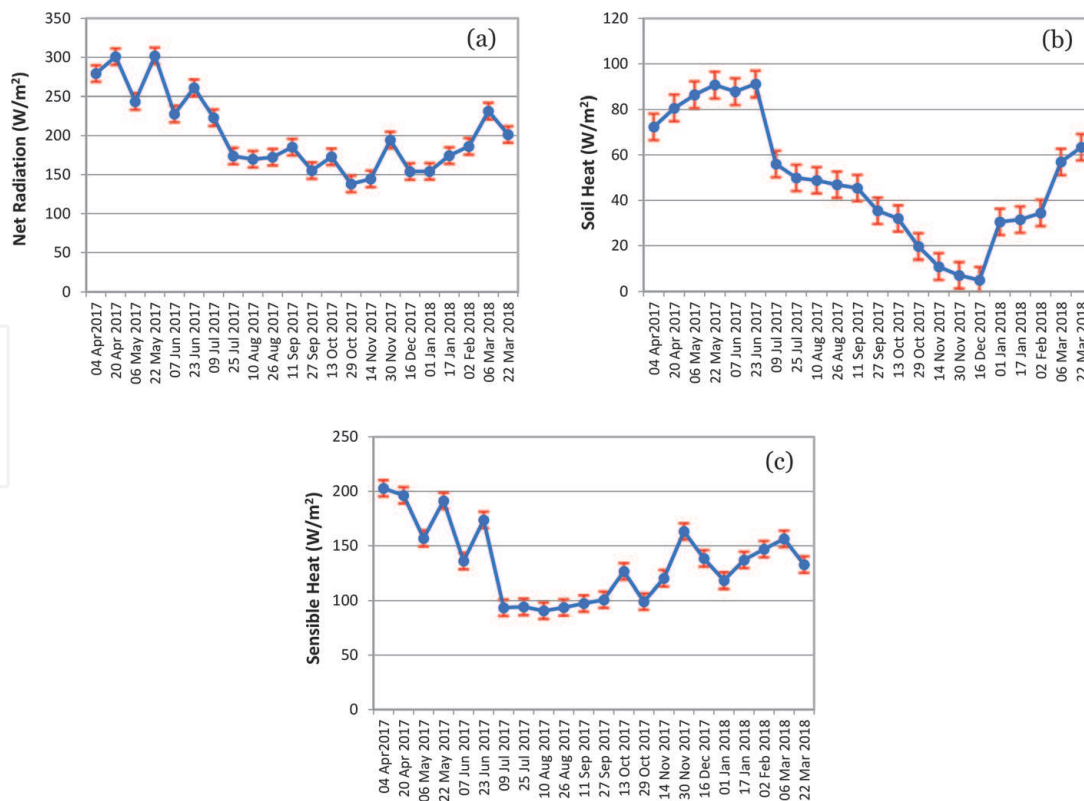 (a)
Net Radiation (W/m²)
350
300
250
200
150
100
50
0
04 Apr2017
20 Apr 2017
06 May 2017
22 May 2017
07 Jun 2017
23 Jun 2017
09 Jul 2017
25 Jul 2017
10 Aug 2017
26 Aug 2017
11 Sep 2017
27 Sep 2017
13 Oct 2017
29 Oct 2017
14 Nov 2017
30 Nov 2017
16 Dec 2017
01 Jan 2018
17 Jan 2018
02 Feb 2018
06 Mar 2018
22 Mar 2018
(b)
Soil Heat (W/m²)
120
100
80
60
40
20
0
04 Apr2017
20 Apr 2017
06 May 2017
22 May 2017
07 Jun 2017
23 Jun 2017
09 Jul 2017
25 Jul 2017
10 Aug 2017
26 Aug 2017
11 Sep 2017
27 Sep 2017
13 Oct 2017
29 Oct 2017
14 Nov 2017
30 Nov 2017
16 Dec 2017
01 Jan 2018
17 Jan 2018
02 Feb 2018
06 Mar 2018
22 Mar 2018
(c)
Sensible Heat (W/m²)
250
200
150
100
50
0
04 Apr2017
20 Apr 2017
06 May 2017
22 May 2017
07 Jun 2017
23 Jun 2017
09 Jul 2017
25 Jul 2017
10 Aug 2017
26 Aug 2017
11 Sep 2017
27 Sep 2017
13 Oct 2017
29 Oct 2017
14 Nov 2017
30 Nov 2017
16 Dec 2017
01 Jan 2018
17 Jan 2018
02 Feb 2018
06 Mar 2018
22 Mar 2018